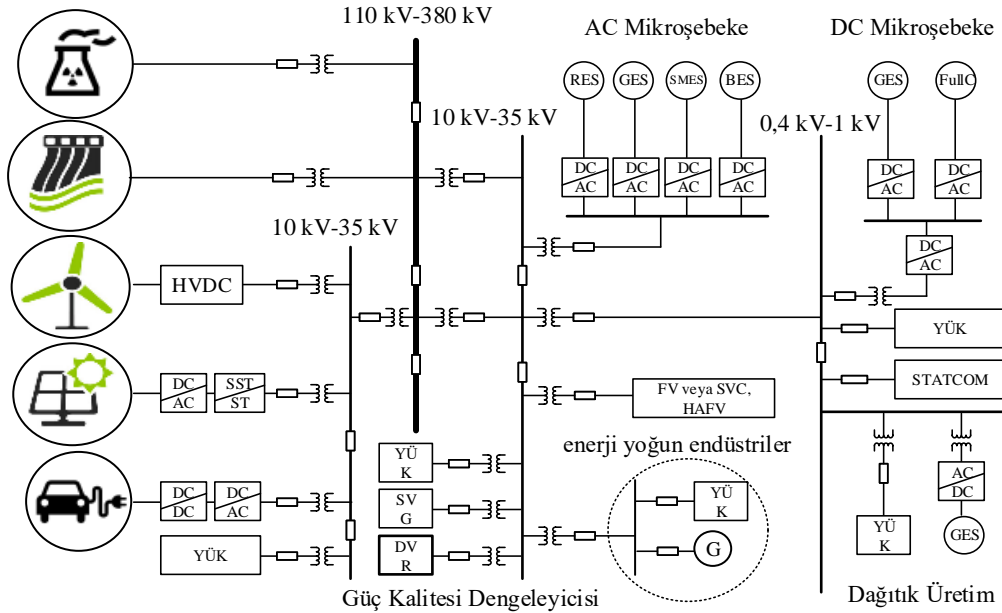 110 kV-380 kV
AC Mikroşebeke
DC Mikroşebeke
RES
GES
SMES
BES
GES
FullC
10 kV-35 kV
0,4 kV-1 kV
DC
AC
DC
AC
DC
AC
DC
AC
DC
AC
DC
AC
10 kV-35 kV
DC
AC
HVDC
YÜK
DC
AC
SST
ST
FV veya SVC,
HAFV
STATCOM
enerji yoğun endüstriler
YÜ
K
DC
DC
DC
AC
SV
G
YÜ
K
AC
DC
YÜK
DV
R
G
YÜ
K
GES
Güç Kalitesi Dengeleyicisi
Dağıtık Üretim